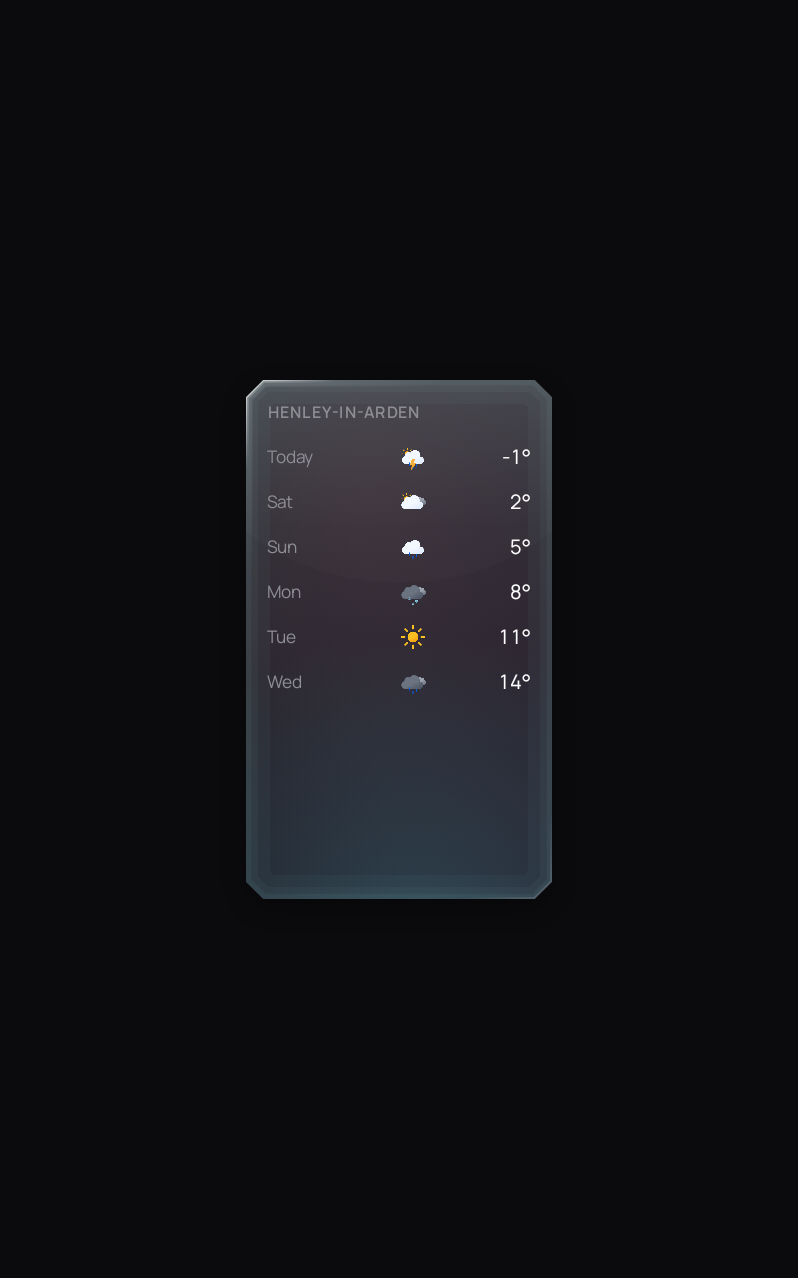 HENLEY-IN-ARDEN
Today -1°
Sat 2°
Sun 5°
Mon 8°
Tue 11°
Wed 14°